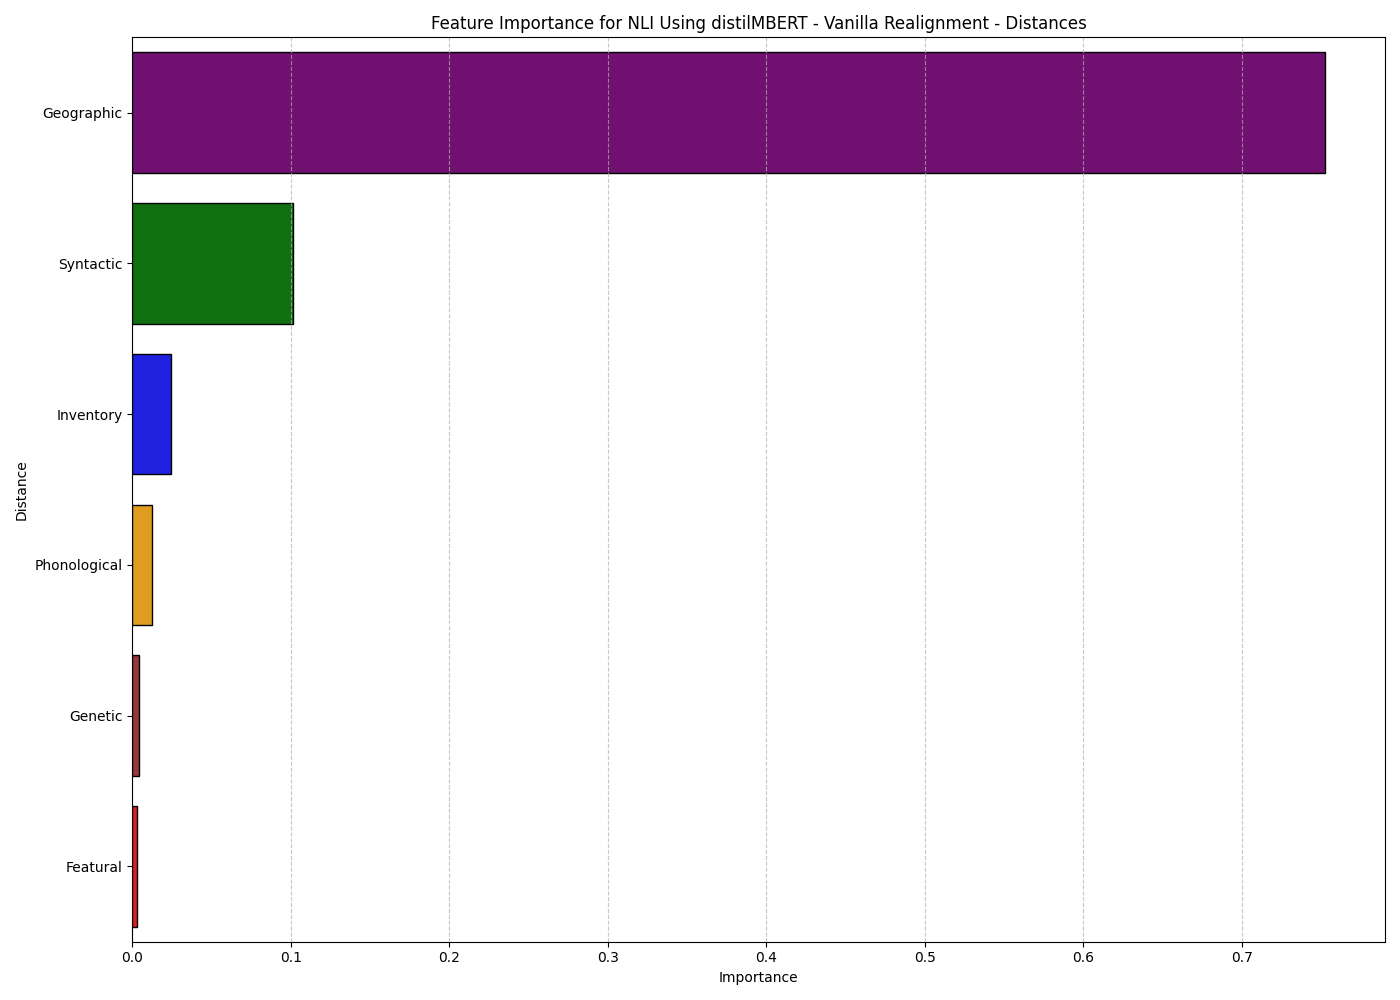 Feature Importance for NLI Using distilMBERT - Vanilla Realignment - Distances
Distance
Geographic
Syntactic
Inventory
Phonological
Genetic
Featural
0.0 0.1 0.2 0.3 0.4 0.5 0.6 0.7
Importance